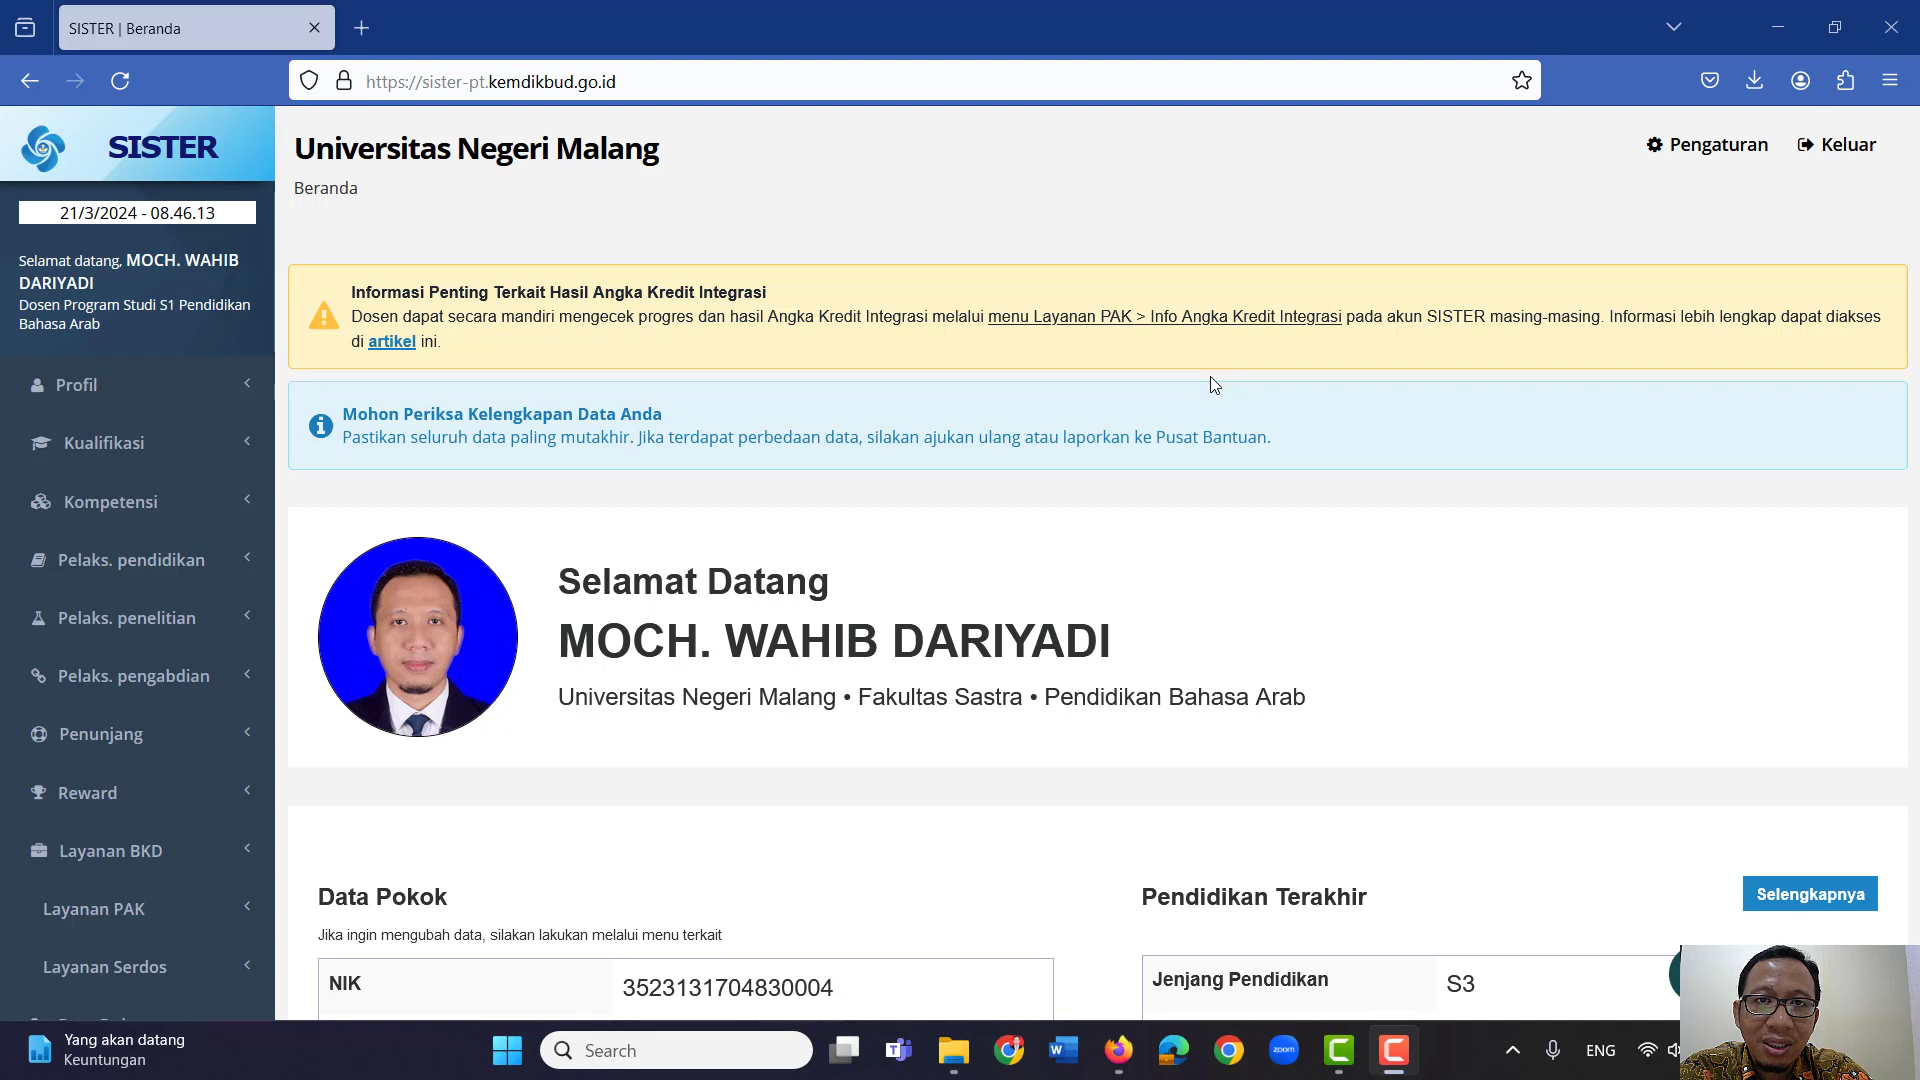 SISTER | Beranda
https://sister-pt.kemdikbud.go.id
SISTER
21/3/2024 - 08.46.13
Selamat datang, MOCH. WAHIB
DARIYADI
Dosen Program Studi S1 Pendidikan
Bahasa Arab
Profil
Kualifikasi
Kompetensi
Pelaks. pendidikan
Pelaks. penelitian
Pelaks. pengabdian
Penunjang
Reward
Layanan BKD
Layanan PAK
Layanan Serdos
Universitas Negeri Malang
Pengaturan
Keluar
Beranda
Informasi Penting Terkait Hasil Angka Kredit Integrasi
Dosen dapat secara mandiri mengecek progres dan hasil Angka Kredit Integrasi melalui menu Layanan PAK > Info Angka Kredit Integrasi pada akun SISTER masing-masing. Informasi lebih lengkap dapat diakses
di artikel ini.
Mohon Periksa Kelengkapan Data Anda
Pastikan seluruh data paling mutakhir. Jika terdapat perbedaan data, silakan ajukan ulang atau laporkan ke Pusat Bantuan.
Selamat Datang
MOCH. WAHIB DARIYADI
Universitas Negeri Malang • Fakultas Sastra • Pendidikan Bahasa Arab
Data Pokok
Jika ingin mengubah data, silakan lakukan melalui menu terkait
NIK 3523131704830004
Pendidikan Terakhir
Selengkapnya
Jenjang Pendidikan S3
Yang akan datang
Keuntungan
Search
zoom
ENG